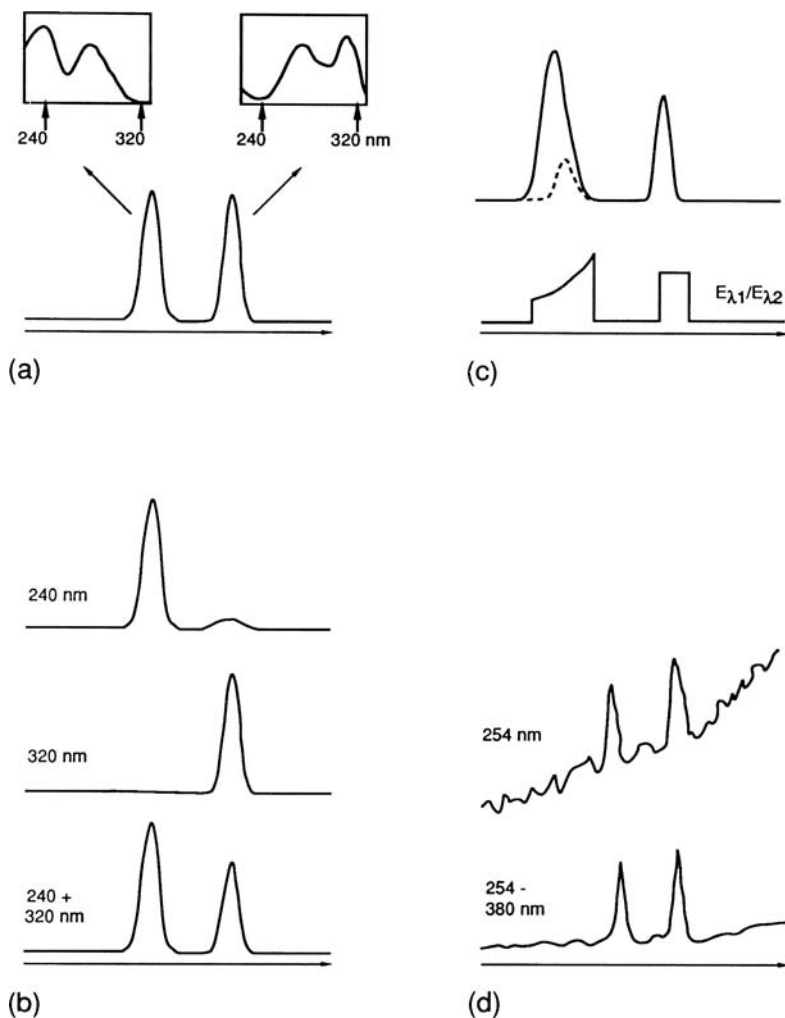 240
320
240
320 nm
(a)
Eλ1/Eλ2
(c)
240 nm
320 nm
240 +
320 nm
(b)
254 nm
254 -
380 nm
(d)